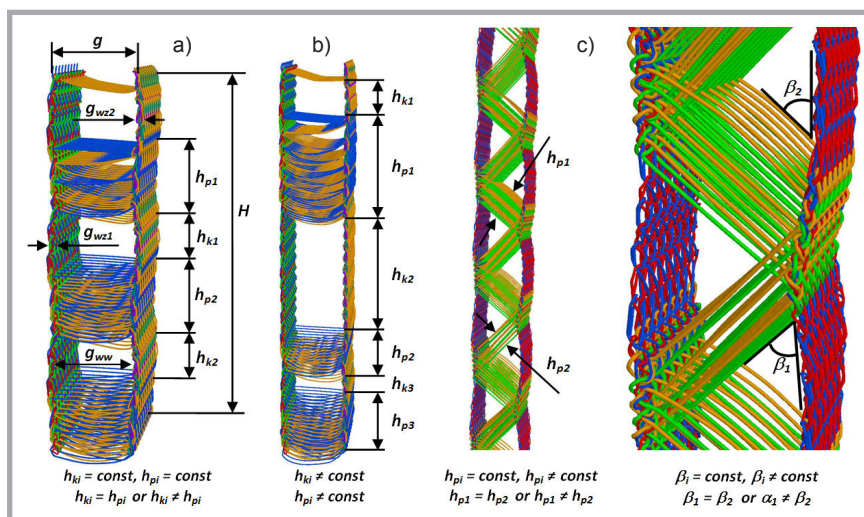 a)
g
g_wz2
h_p1
H
g_wz1
h_k1
h_p2
g_ww
h_k2
h_ki = const, h_pi = const
h_ki = h_pi or h_ki ≠ h_pi
b)
h_k1
h_p1
h_k2
h_p2
h_k3
h_p3
h_ki ≠ const
h_pi ≠ const
c)
h_p1
h_p2
h_pi = const, h_pi ≠ const
h_p1 = h_p2 or h_p1 ≠ h_p2
β_2
β_1
β_i = const, β_i ≠ const
β_1 = β_2 or α_1 ≠ β_2